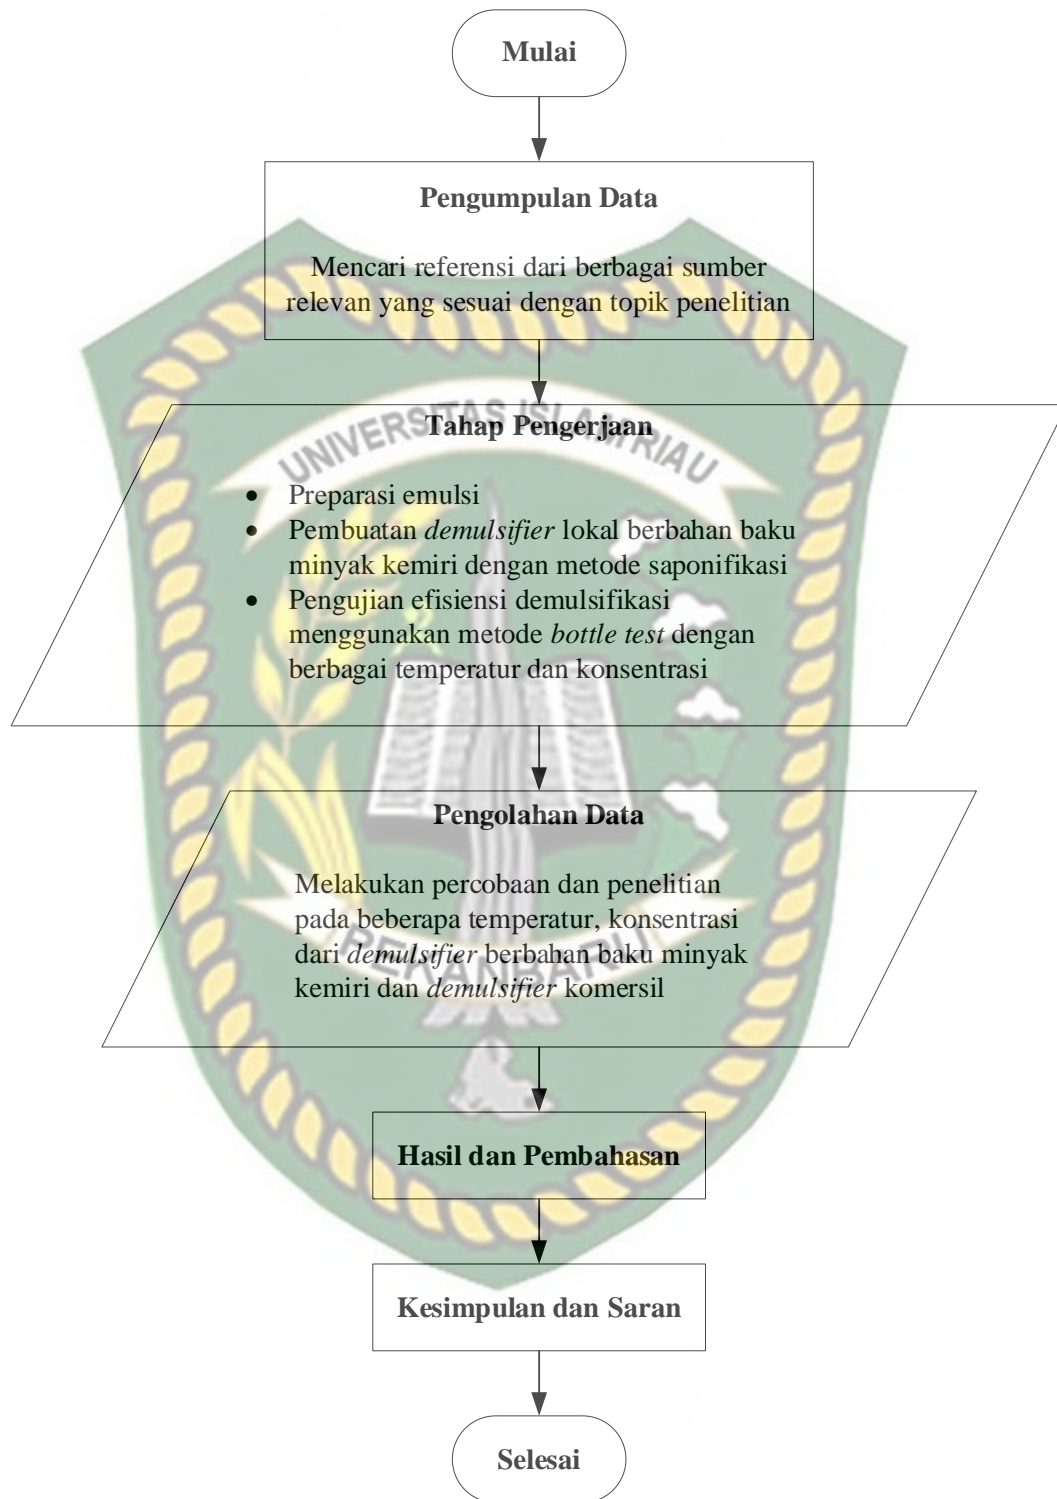 Mulai
Pengumpulan Data
Mencari referensi dari berbagai sumber
relevan yang sesuai dengan topik penelitian
UNIVERSITAS ISLAM RIAU
Tahap Pengerjaan
• Preparasi emulsi
• Pembuatan demulsifier lokal berbahan baku
minyak kemiri dengan metode saponifikasi
• Pengujian efisiensi demulsifikasi
menggunakan metode bottle test dengan
berbagai temperatur dan konsentrasi
Pengolahan Data
Melakukan percobaan dan penelitian
pada beberapa temperatur, konsentrasi
dari demulsifier berbahan baku minyak
kemiri dan demulsifier komersil
PEKANBARU
Hasil dan Pembahasan
Kesimpulan dan Saran
Selesai